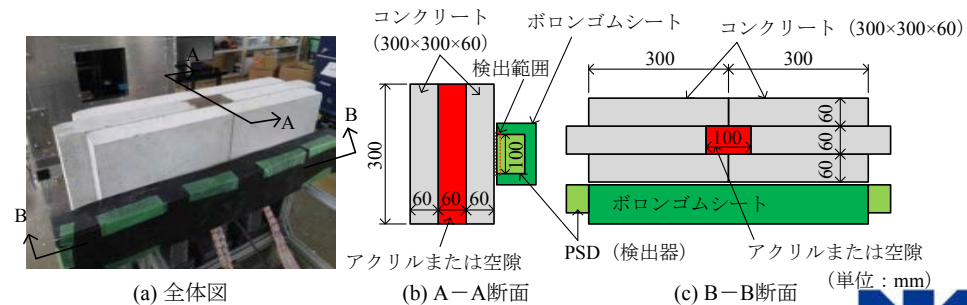 A
A
B
B
(a) 全体図
コンクリート
（300×300×60）
ボロンゴムシート
検出範囲
300
100
60
60
60
アクリルまたは空隙
PSD（検出器）
(b) A－A断面
コンクリート（300×300×60）
300
300
60
60
60
100
ボロンゴムシート
アクリルまたは空隙
（単位：mm）
(c) B－B断面